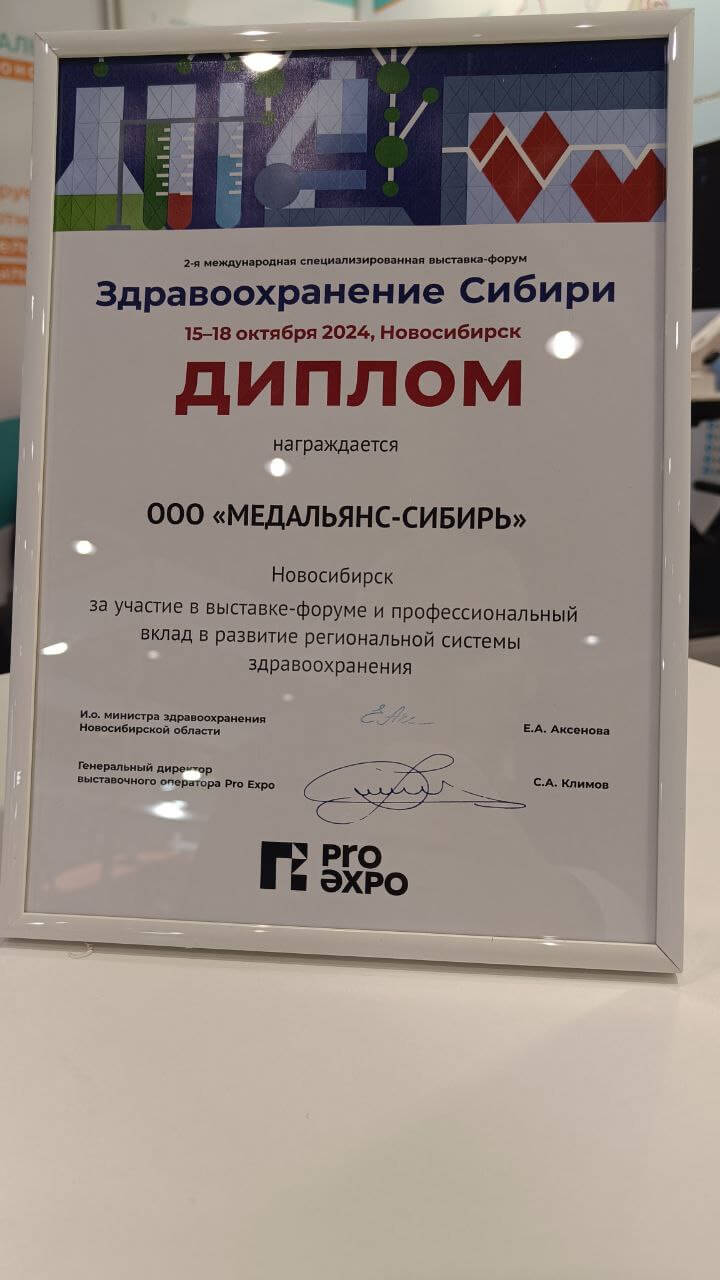 2-я международная специализированная выставка-форум
Здравоохранение Сибири
15–18 октября 2024, Новосибирск
ДИПЛОМ
награждается
ООО «МЕДАЛЬЯНС-СИБИРЬ»
Новосибирск
за участие в выставке-форуме и профессиональный
вклад в развитие региональной системы
здравоохранения
И.о. министра здравоохранения
Новосибирской области
Е.А. Аксенова
Генеральный директор
выставочного оператора Pro Expo
С.А. Климов
Pro
əxpo